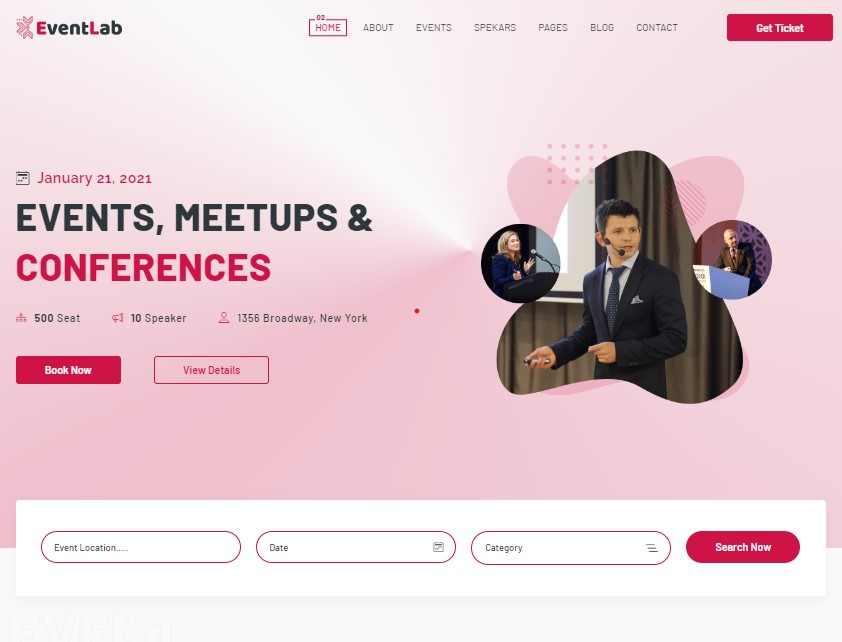 EventLab
02
HOME
ABOUT
EVENTS
SPEKARS
PAGES
BLOG
CONTACT
Get Ticket
January 21, 2021
EVENTS, MEETUPS &
CONFERENCES
500 Seat
10 Speaker
1356 Broadway, New York
Book Now
View Details
Event Location.....
Date
Category
Search Now
EVENT